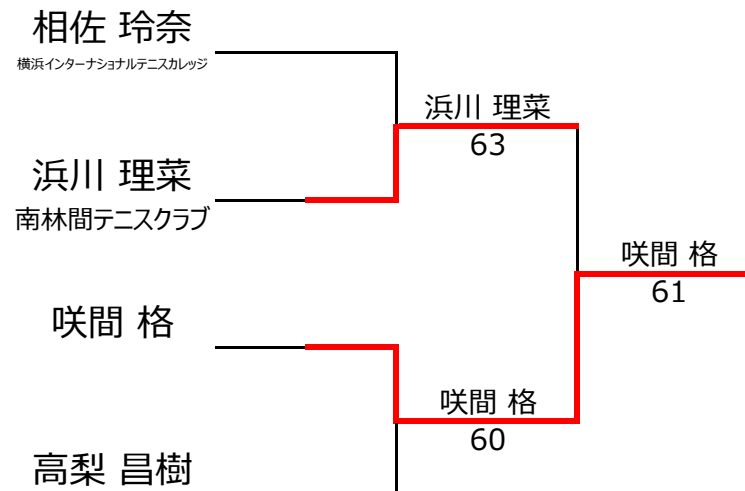 相佐 玲奈
横浜インターナショナルテニスカレッジ
浜川 理菜
63
浜川 理菜
南林間テニスクラブ
咲間 格
61
咲間 格
咲間 格
60
高梨 昌樹